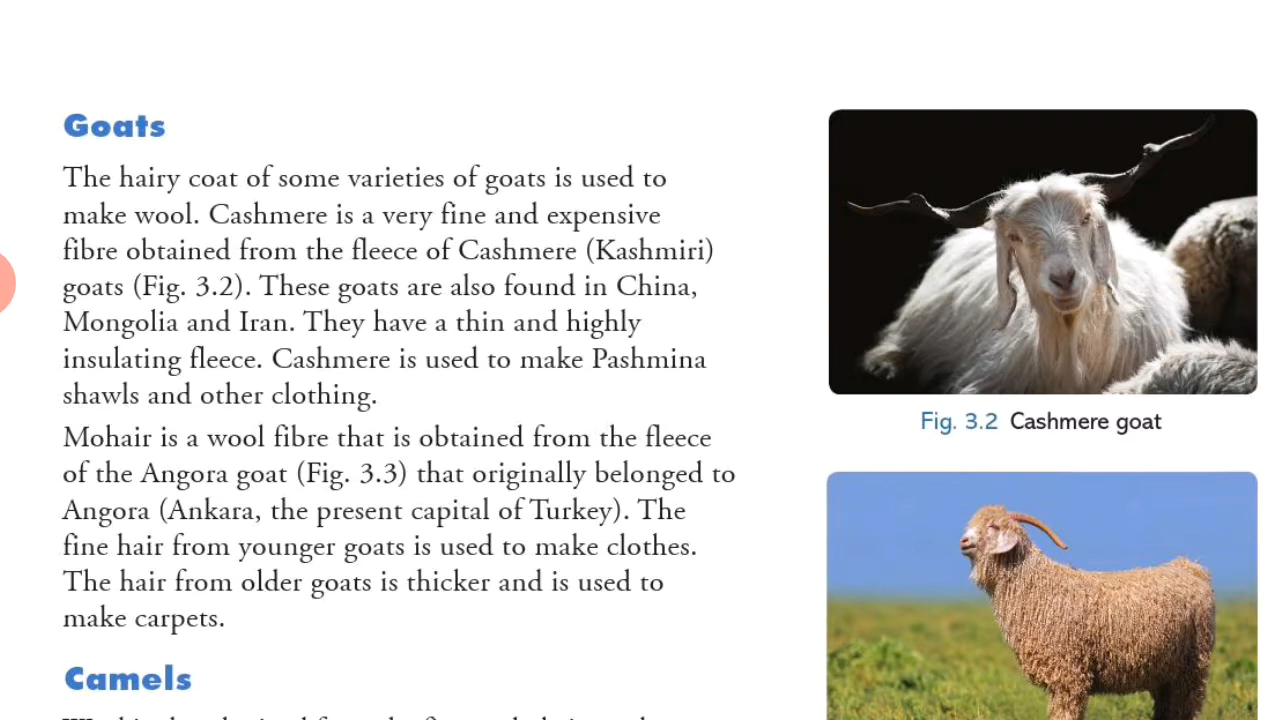 Goats
The hairy coat of some varieties of goats is used to
make wool. Cashmere is a very fine and expensive
fibre obtained from the fleece of Cashmere (Kashmiri)
goats (Fig. 3.2). These goats are also found in China,
Mongolia and Iran. They have a thin and highly
insulating fleece. Cashmere is used to make Pashmina
shawls and other clothing.
Mohair is a wool fibre that is obtained from the fleece
of the Angora goat (Fig. 3.3) that originally belonged to
Angora (Ankara, the present capital of Turkey). The
fine hair from younger goats is used to make clothes.
The hair from older goats is thicker and is used to
make carpets.
Camels
Fig. 3.2 Cashmere goat